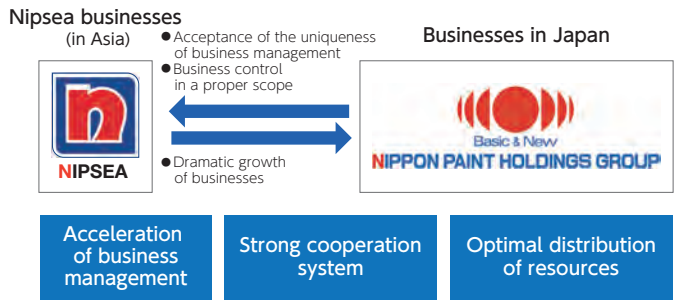 Nipsea businesses
(in Asia)
● Acceptance of the uniqueness
of business management
● Business control
in a proper scope
Businesses in Japan
n
NIPSEA
● Dramatic growth
of businesses
Basic & New
NIPPON PAINT HOLDINGS GROUP
Acceleration
of business
management
Strong cooperation
system
Optimal distribution
of resources